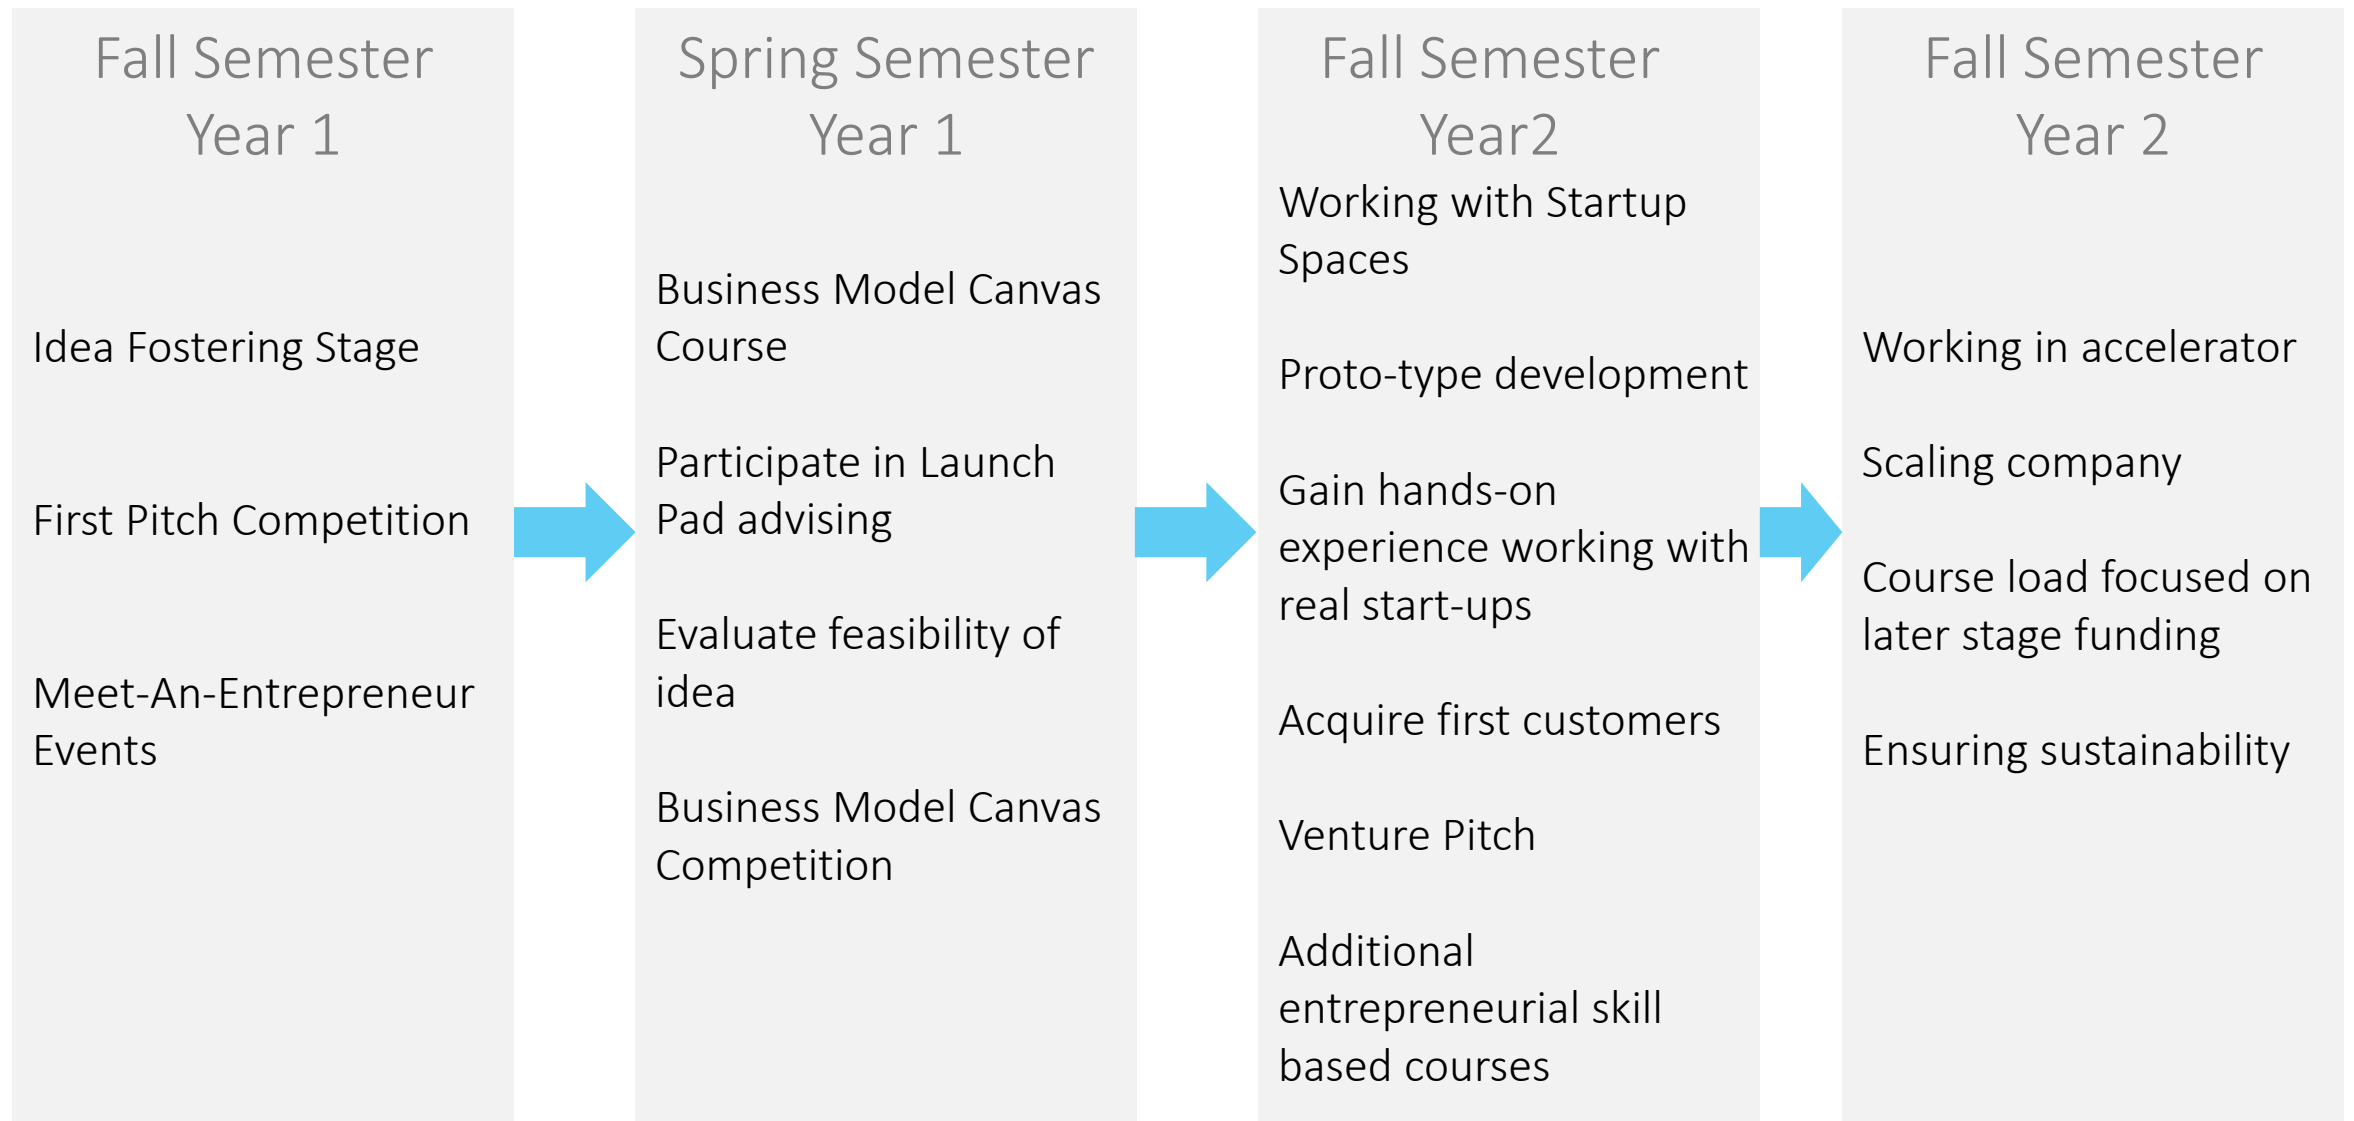 Fall Semester
Year 1
Idea Fostering Stage
First Pitch Competition
Meet-An-Entrepreneur
Events
Spring Semester
Year 1
Business Model Canvas
Course
Participate in Launch
Pad advising
Evaluate feasibility of
idea
Business Model Canvas
Competition
Fall Semester
Year2
Working with Startup
Spaces
Proto-type development
Gain hands-on
experience working with
real start-ups
Acquire first customers
Venture Pitch
Additional
entrepreneurial skill
based courses
Fall Semester
Year 2
Working in accelerator
Scaling company
Course load focused on
later stage funding
Ensuring sustainability